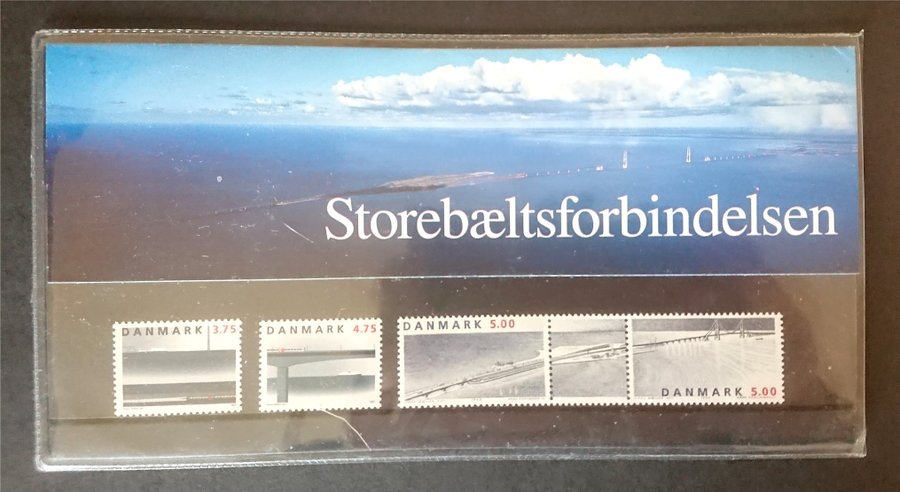 Storebæltsforbindelsen
DANMARK 3.75
DANMARK 4.75
DANMARK 5.00
DANMARK 5.00